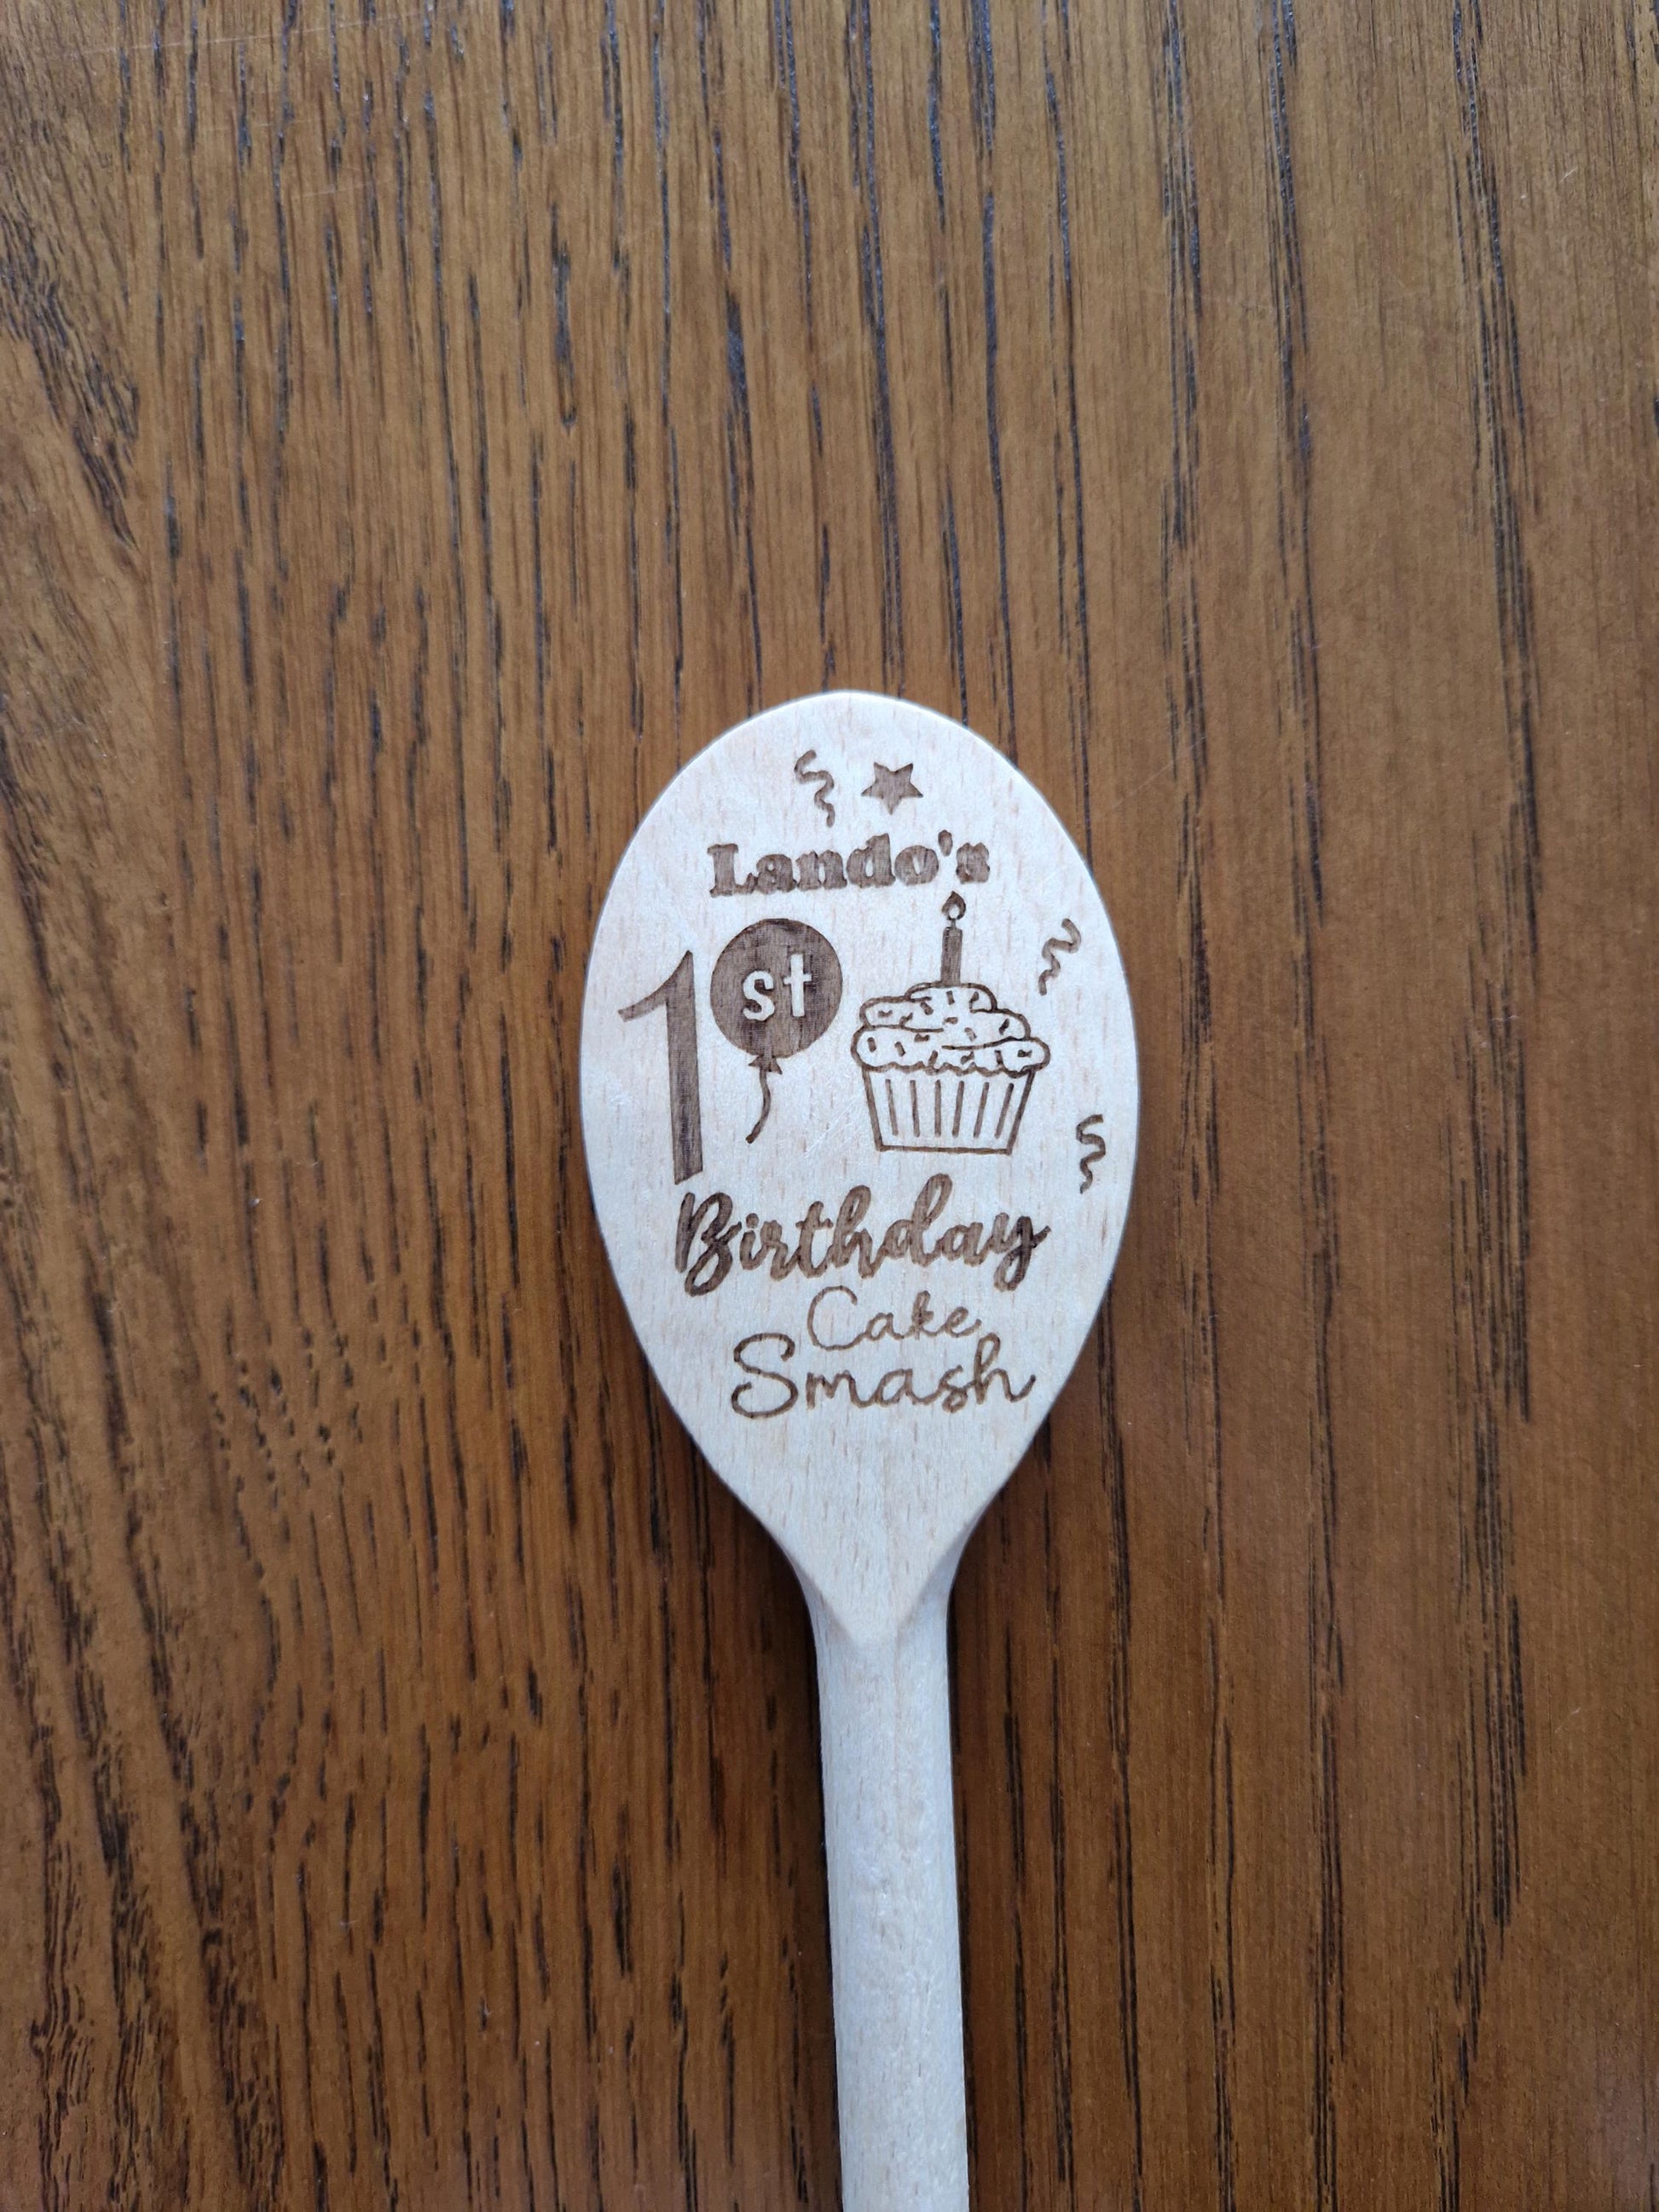 Lando's
1st
Birthday
Cake
Smash